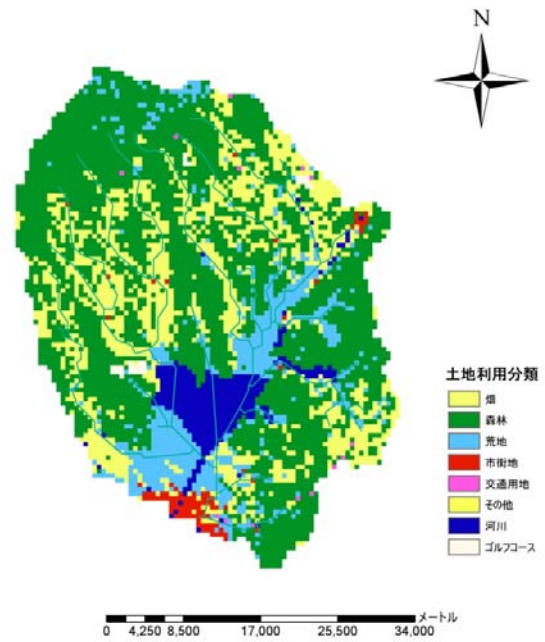 N
土地利用分類
畑
森林
荒地
市街地
交通用地
その他
河川
ゴルフコース
メートル
0 4,250 8,500 17,000 25,500 34,000